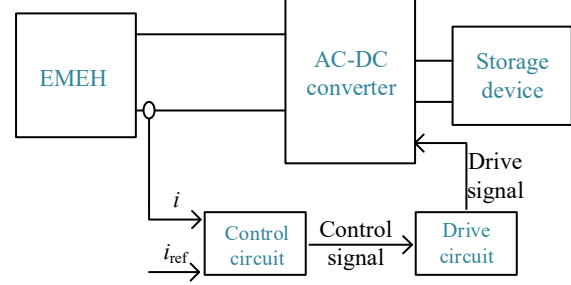 EMEH
AC-DC
converter
Storage
device
Drive
signal
i
iref
Control
circuit
Control
signal
Drive
circuit